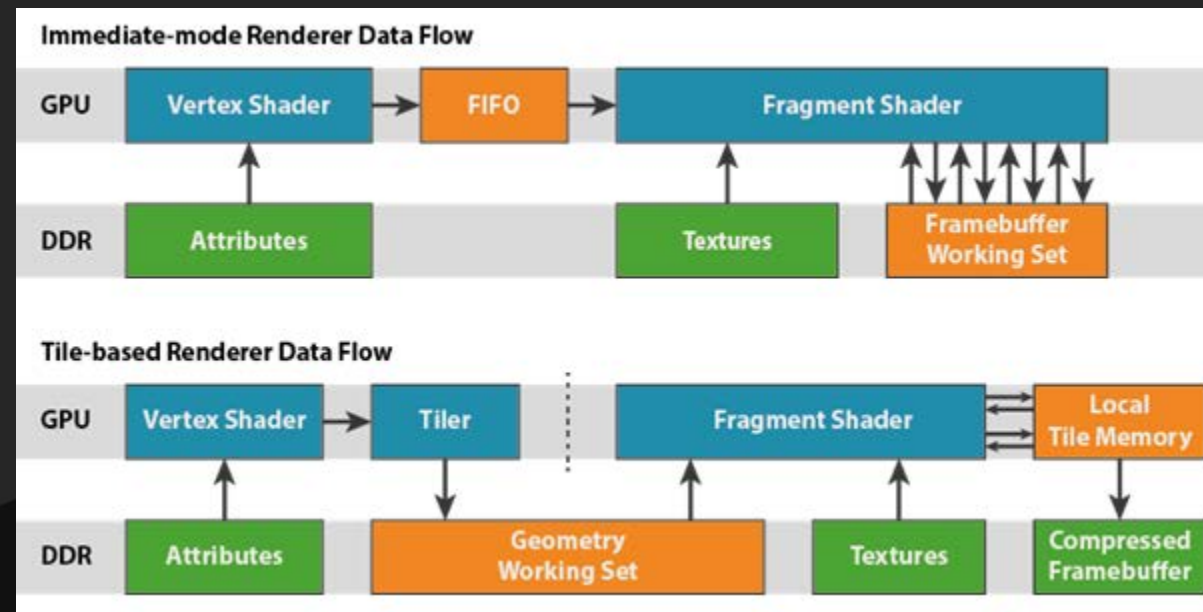 Immediate-mode Renderer Data Flow
GPU
Vertex Shader
FIFO
Fragment Shader
DDR
Attributes
Textures
Framebuffer
Working Set
Tile-based Renderer Data Flow
GPU
Vertex Shader
Tiler
Fragment Shader
Local
Tile Memory
DDR
Attributes
Geometry
Working Set
Textures
Compressed
Framebuffer